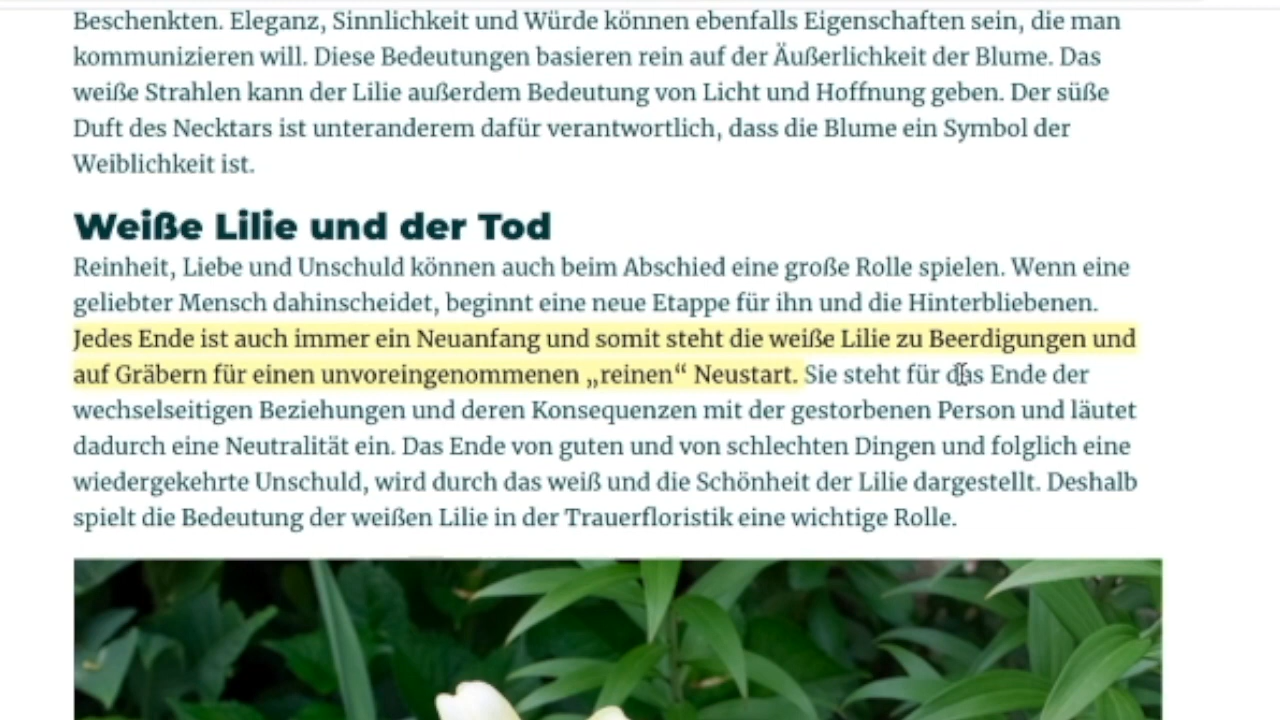 Beschenkten. Eleganz, Sinnlichkeit und Würde können ebenfalls Eigenschaften sein, die man
kommunizieren will. Diese Bedeutungen basieren rein auf der Äußerlichkeit der Blume. Das
weiße Strahlen kann der Lilie außerdem Bedeutung von Licht und Hoffnung geben. Der süße
Duft des Necktars ist unteranderem dafür verantwortlich, dass die Blume ein Symbol der
Weiblichkeit ist.
Weiße Lilie und der Tod
Reinheit, Liebe und Unschuld können auch beim Abschied eine große Rolle spielen. Wenn eine
geliebter Mensch dahinscheidet, beginnt eine neue Etappe für ihn und die Hinterbliebenen.
Jedes Ende ist auch immer ein Neuanfang und somit steht die weiße Lilie zu Beerdigungen und
auf Gräbern für einen unvoreingenommenen „reinen“ Neustart. Sie steht für das Ende der
wechselseitigen Beziehungen und deren Konsequenzen mit der gestorbenen Person und läutet
dadurch eine Neutralität ein. Das Ende von guten und von schlechten Dingen und folglich eine
wiedergekehrte Unschuld, wird durch das weiß und die Schönheit der Lilie dargestellt. Deshalb
spielt die Bedeutung der weißen Lilie in der Trauerfloristik eine wichtige Rolle.